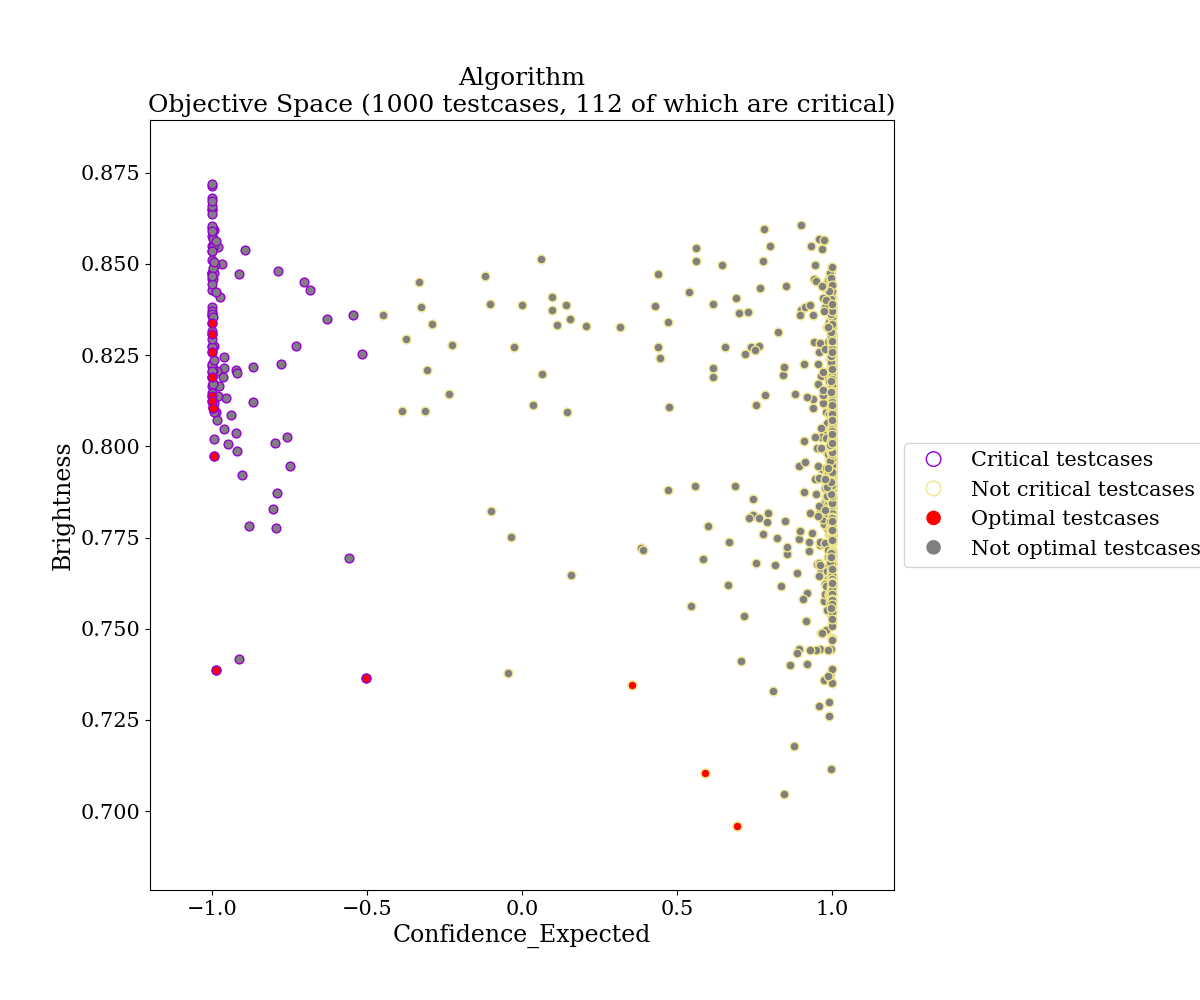 Algorithm
Objective Space (1000 testcases, 112 of which are critical)
0.875
0.850
0.825
0.800
0.775
0.750
0.725
0.700
Brightness
−1.0
−0.5
0.0
0.5
1.0
Confidence_Expected
Critical testcases
Not critical testcases
Optimal testcases
Not optimal testcases